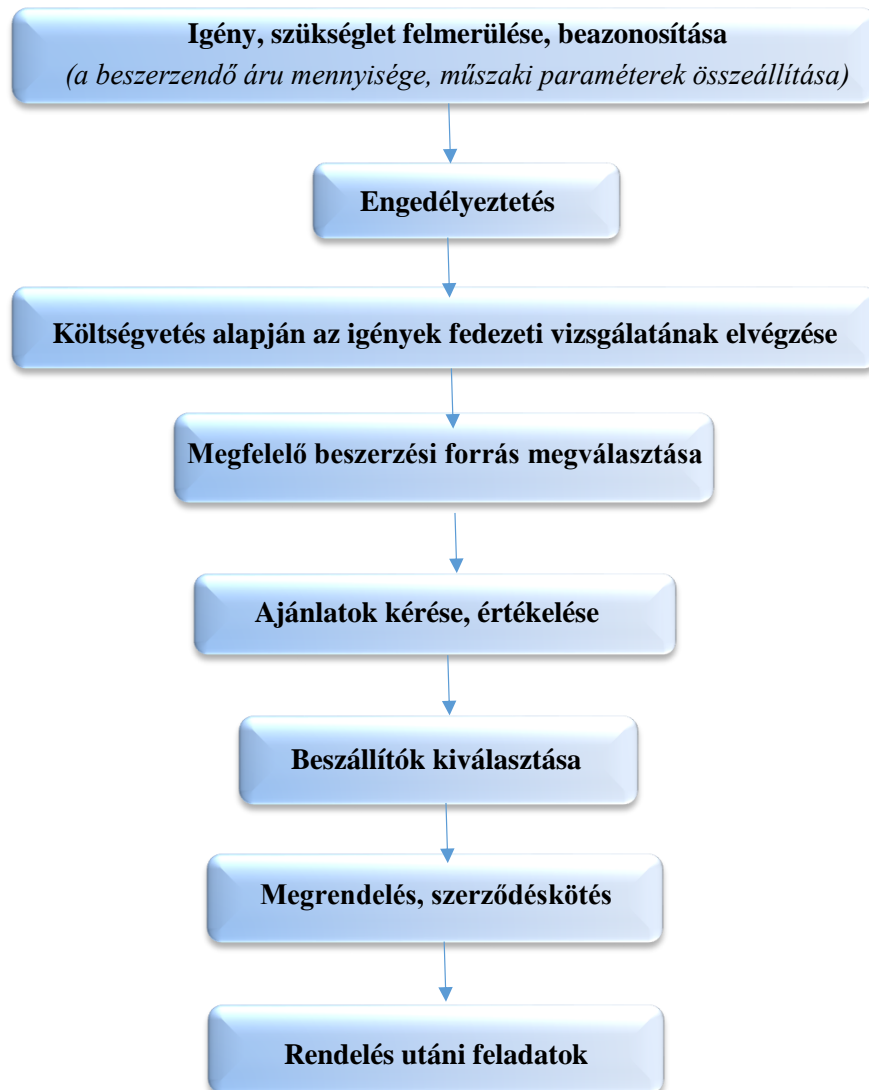 Igény, szükséglet felmerülése, beazonosítása
(a beszerzendő áru mennyisége, műszaki paraméterek összeállítása)
Engedélyeztetés
Költségvetés alapján az igények fedezeti vizsgálatának elvégzése
Megfelelő beszerzési forrás megválasztása
Ajánlatok kérése, értékelése
Beszállítók kiválasztása
Megrendelés, szerződéskötés
Rendelés utáni feladatok